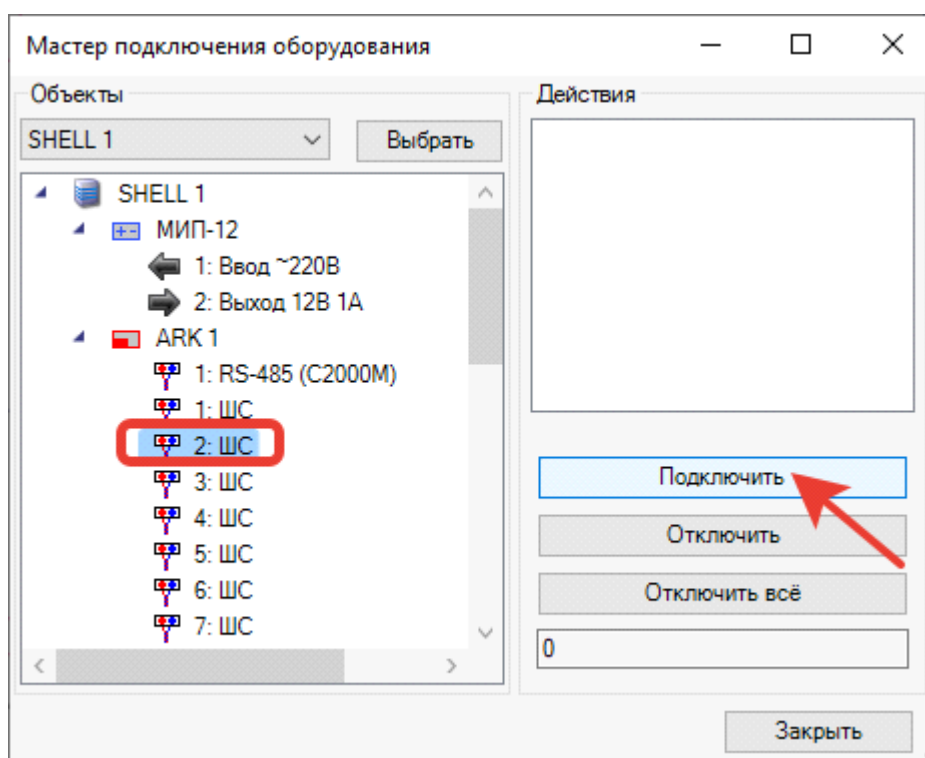 Мастер подключения оборудования
Объекты
SHELL 1
Выбрать
SHELL 1
МИП-12
1: Ввод ~220В
2: Выход 12В 1А
ARK 1
1: RS-485 (С2000М)
1: ШС
2: ШС
3: ШС
4: ШС
5: ШС
6: ШС
7: ШС
Действия
Подключить
Отключить
Отключить всё
0
Закрыть